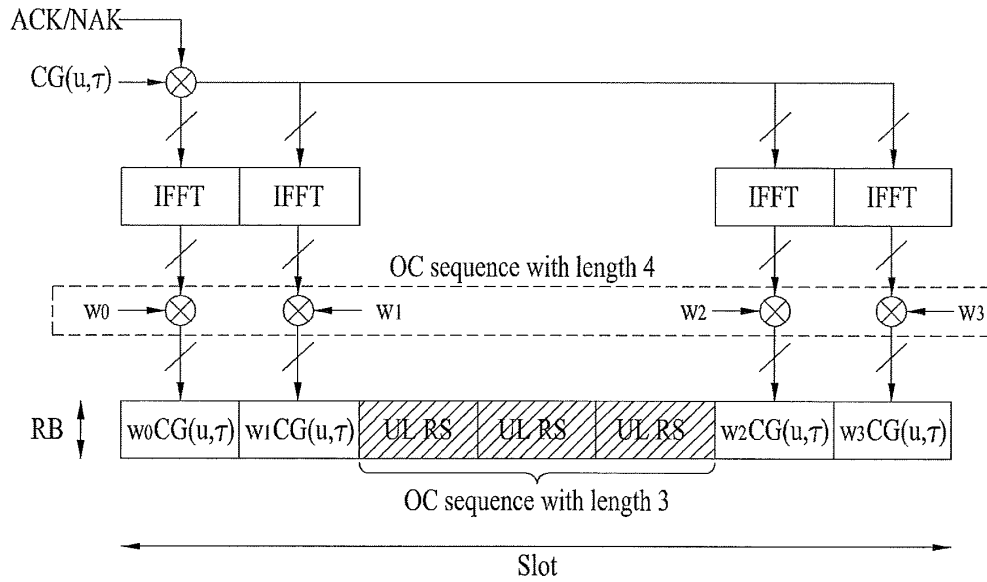 ACK/NAK
CG(u,τ)
IFFT IFFT IFFT IFFT
OC sequence with length 4
w0 w1 w2 w3
RB w0CG(u,τ) w1CG(u,τ) UL RS UL RS UL RS w2CG(u,τ) w3CG(u,τ)
OC sequence with length 3
Slot